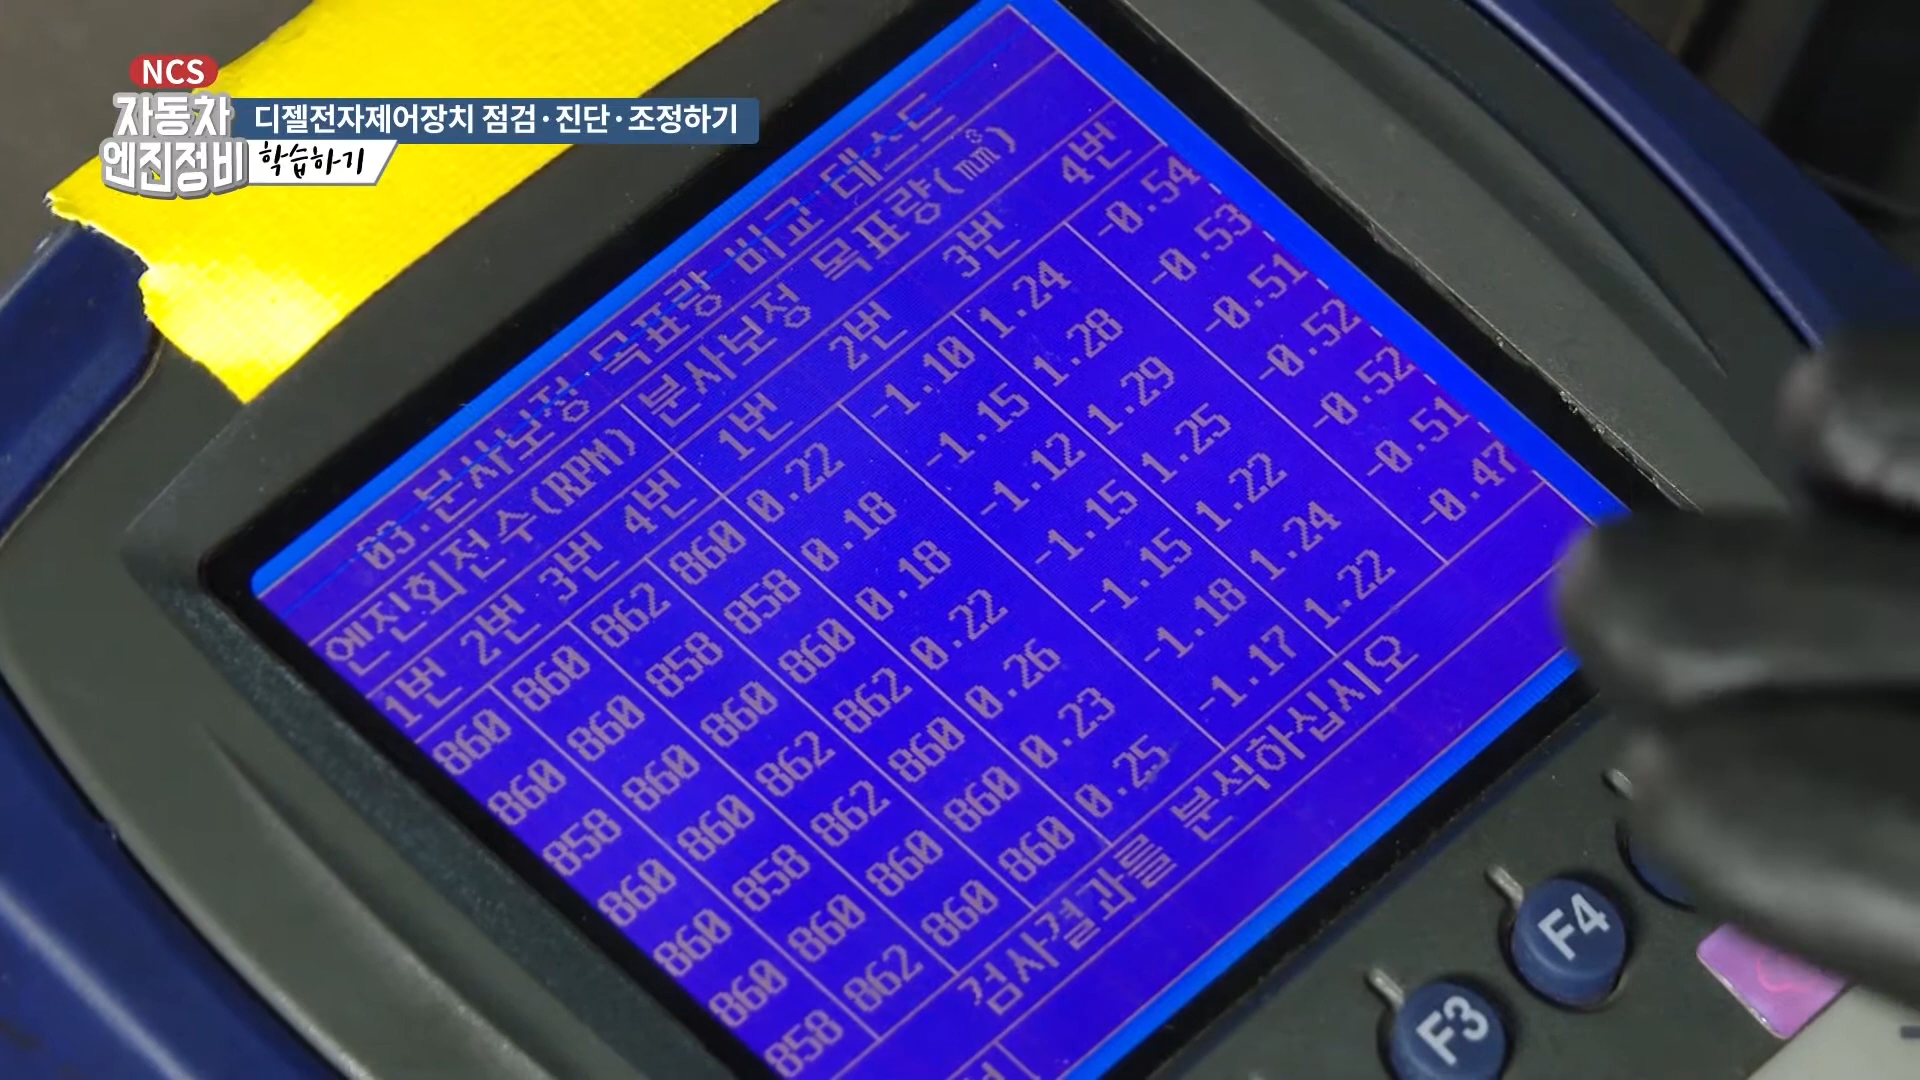 NCS
자동차
엔진정비
디젤전자제어장치 점검·진단·조정하기
학습하기
03.분사보정 목표량 비교 테스트
엔진회전수(RPM) 분사보정 목표량(mm³)
1번 2번 3번 4번 1번 2번 3번 4번
860 860 862 860 0.22 -1.10 1.24 -0.54
860 860 858 858 0.18 -1.15 1.28 -0.53
858 860 860 860 0.18 -1.12 1.29 -0.51
860 860 862 862 0.22 -1.15 1.25 -0.52
860 858 862 860 0.26 -1.15 1.22 -0.52
860 860 860 860 0.23 -1.18 1.24 -0.51
858 862 860 860 0.25 -1.17 1.22 -0.47
검사결과를 분석하십시오
F3
F4